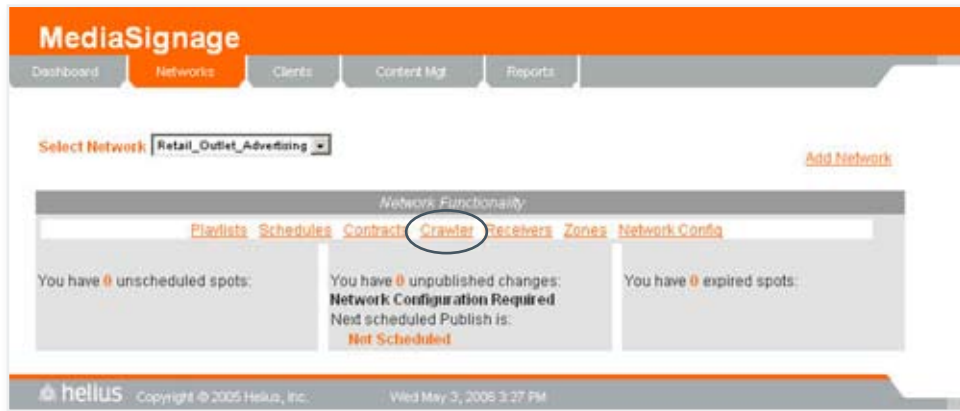 MediaSignage
Dashboard Networks Clients Content Mgt Reports
Select Network Retail_Outlet_Advertising
Add Network
Network Functionality
Playlists Schedules Contracts Crawler Receivers Zones Network Config
You have 0 unscheduled spots:
You have 0 unpublished changes:
Network Configuration Required
Next scheduled Publish is:
Not Scheduled
You have 0 expired spots:
helius Copyright © 2005 Helius, Inc. Wed May 3, 2006 3:27 PM